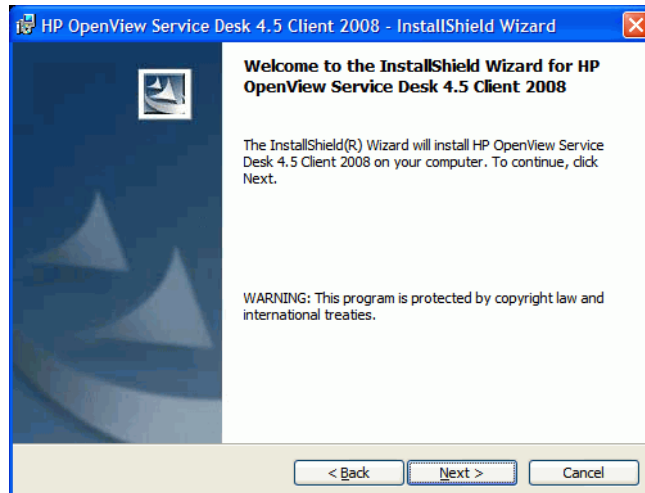 HP OpenView Service Desk 4.5 Client 2008 - InstallShield Wizard
Welcome to the InstallShield Wizard for HP
OpenView Service Desk 4.5 Client 2008
The InstallShield(R) Wizard will install HP OpenView Service
Desk 4.5 Client 2008 on your computer. To continue, click
Next.
WARNING: This program is protected by copyright law and
international treaties.
< Back Next > Cancel